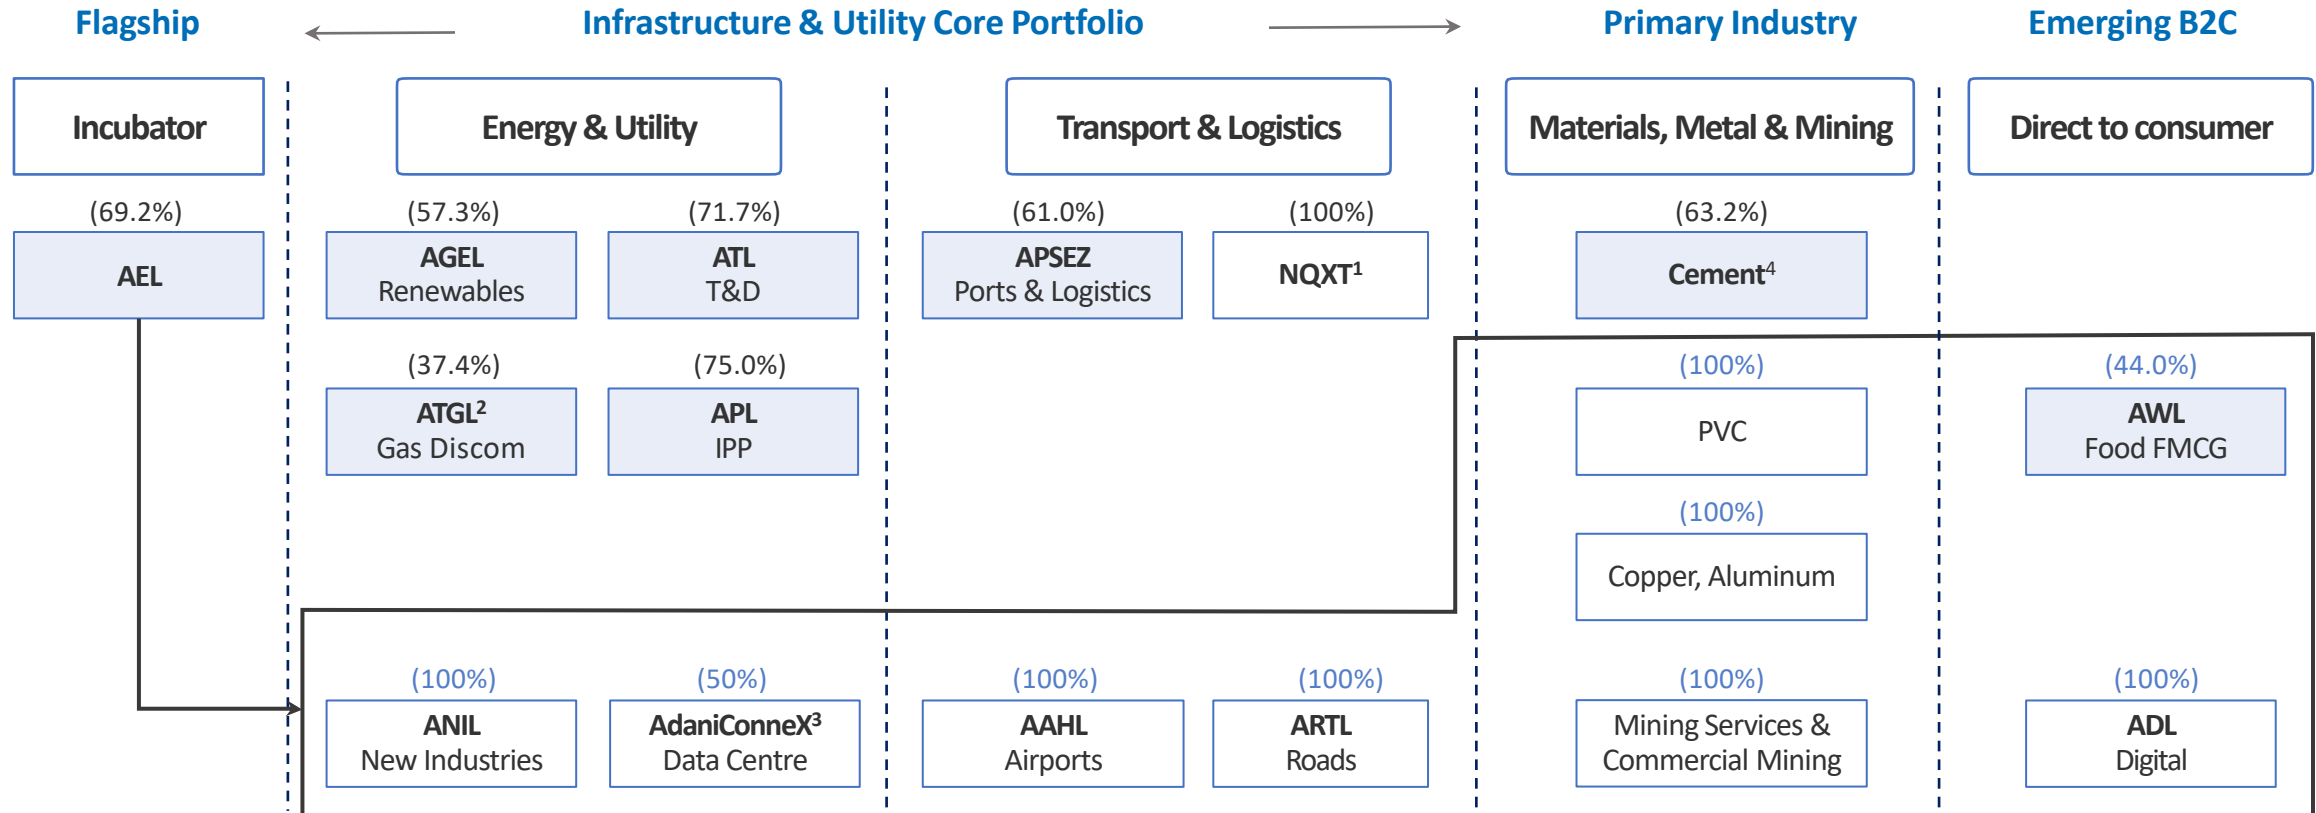 Flagship
Infrastructure & Utility Core Portfolio
Primary Industry
Emerging B2C
Incubator
Energy & Utility
Transport & Logistics
Materials, Metal & Mining
Direct to consumer
(69.2%)
AEL
(57.3%)
AGEL
Renewables
(71.7%)
ATL
T&D
(61.0%)
APSEZ
Ports & Logistics
(100%)
NQXT¹
(63.2%)
Cement⁴
(37.4%)
ATGL²
Gas Discom
(75.0%)
APL
IPP
(100%)
PVC
(44.0%)
AWL
Food FMCG
(100%)
Copper, Aluminum
(100%)
ANIL
New Industries
(50%)
AdaniConneX³
Data Centre
(100%)
AAHL
Airports
(100%)
ARTL
Roads
(100%)
Mining Services &
Commercial Mining
(100%)
ADL
Digital